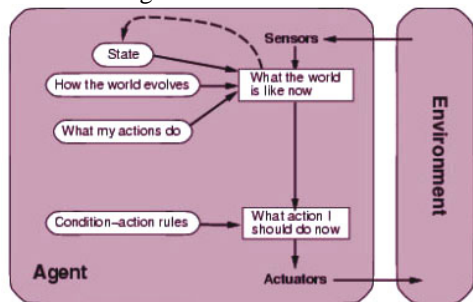 State
Sensors
How the world evolves
What the world
is like now
What my actions do
Environment
Condition–action rules
What action I
should do now
Agent
Actuators